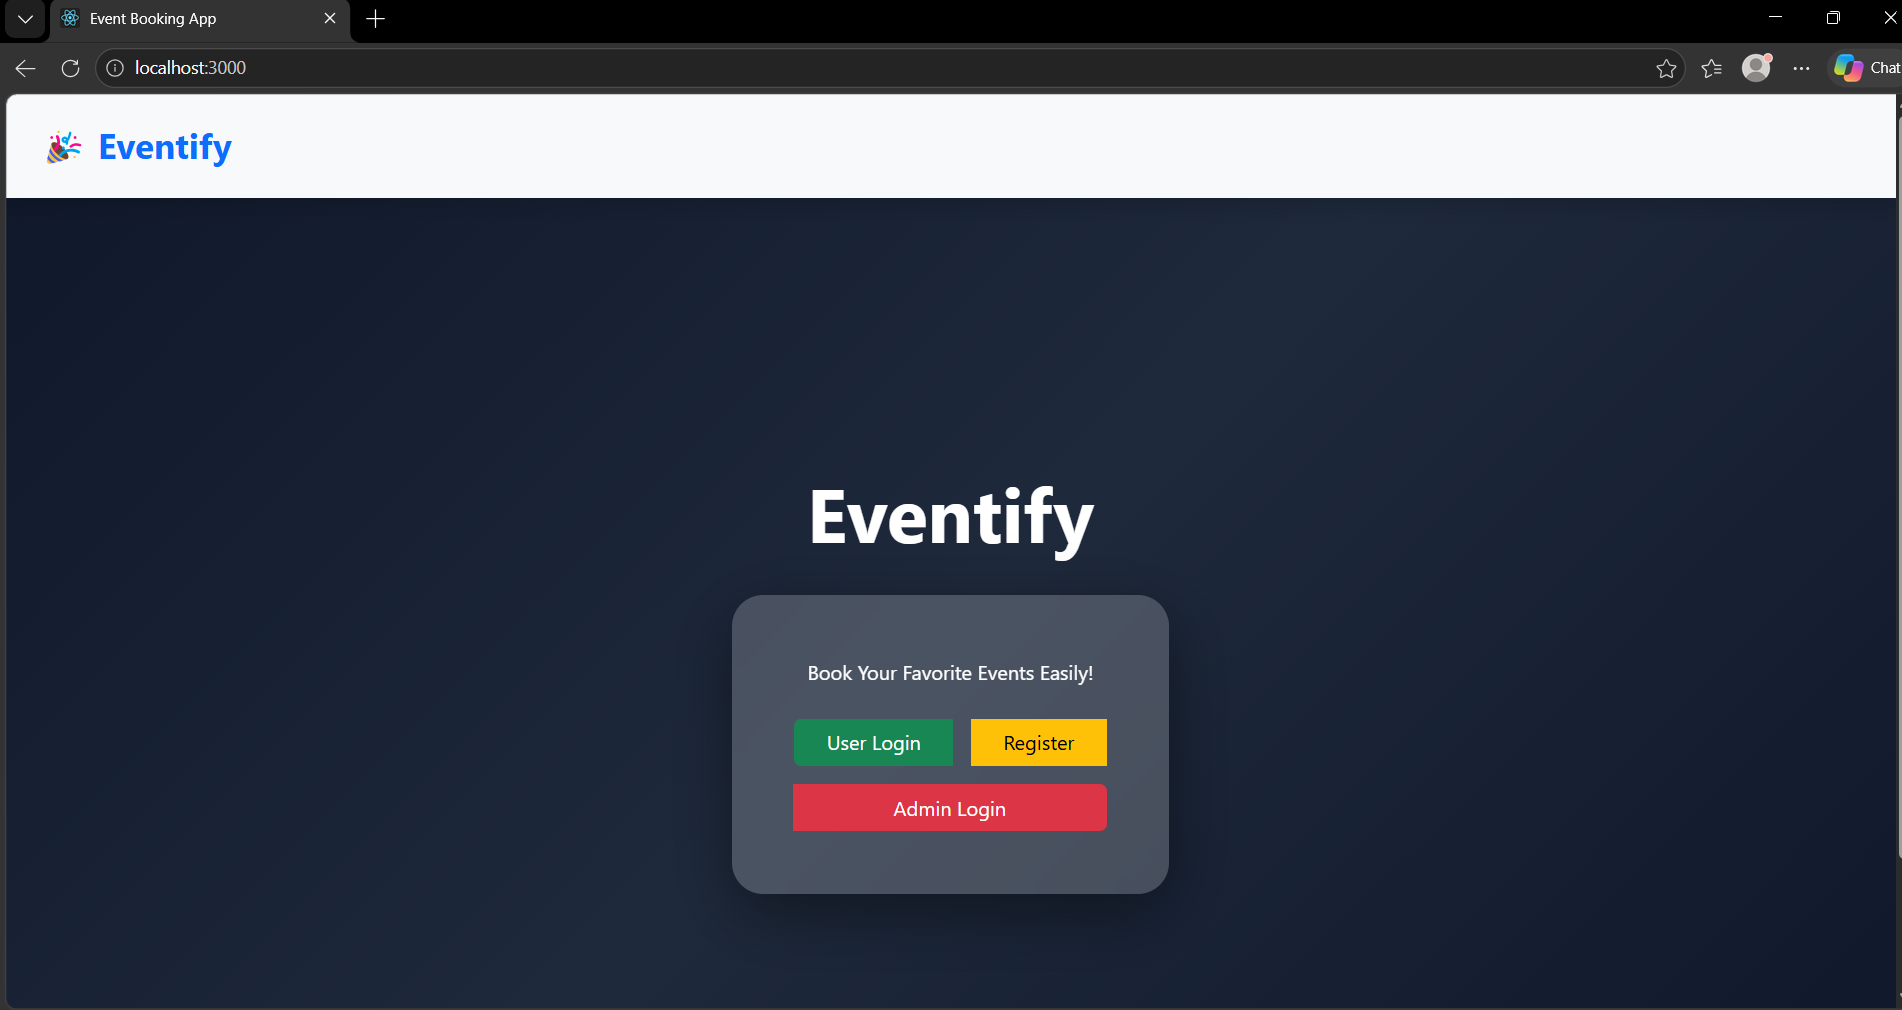 Event Booking App
localhost:3000
Chat
Eventify
Eventify
Book Your Favorite Events Easily!
User Login
Register
Admin Login